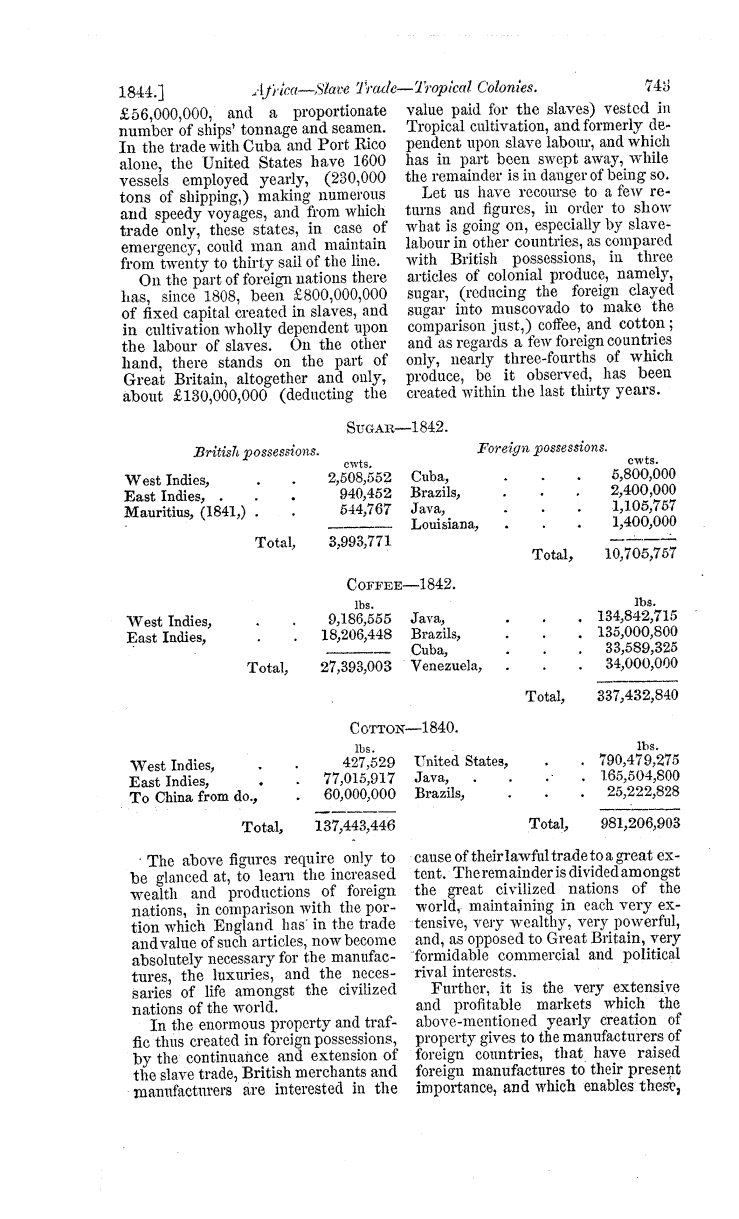 1844.] Africa—Slave Trade—Tropical Colonies. 743
£56,000,000, and a proportionate
number of ships' tonnage and seamen.
In the trade with Cuba and Port Rico
alone, the United States have 1600
vessels employed yearly, (230,000
tons of shipping,) making numerous
and speedy voyages, and from which
trade only, these states, in case of
emergency, could man and maintain
from twenty to thirty sail of the line.
On the part of foreign nations there
has, since 1808, been £800,000,000
of fixed capital created in slaves, and
in cultivation wholly dependent upon
the labour of slaves. On the other
hand, there stands on the part of
Great Britain, altogether and only,
about £130,000,000 (deducting the
value paid for the slaves) vested in
Tropical cultivation, and formerly de-
pendent upon slave labour, and which
has in part been swept away, while
the remainder is in danger of being so.
Let us have recourse to a few re-
turns and figures, in order to show
what is going on, especially by slave-
labour in other countries, as compared
with British possessions, in three
articles of colonial produce, namely,
sugar, (reducing the foreign clayed
sugar into muscovado to make the
comparison just,) coffee, and cotton;
and as regards a few foreign countries
only, nearly three-fourths of which
produce, be it observed, has been
created within the last thirty years.
SUGAR—1842.
British possessions.
cwts.
West Indies, . . 2,508,552
East Indies, . . . 940,452
Mauritius, (1841,) . . 544,767
Total, 3,993,771
Foreign possessions.
cwts.
Cuba, . . . 5,800,000
Brazils, . . . 2,400,000
Java, . . . 1,105,757
Louisiana, . . . 1,400,000
Total, 10,705,757
COFFEE—1842.
lbs.
West Indies, . . 9,186,555
East Indies, . . 18,206,448
Total, 27,393,003
lbs.
Java, . . . 134,842,715
Brazils, . . . 135,000,800
Cuba, . . . 33,589,325
Venezuela, . . . 34,000,000
Total, 337,432,840
COTTON—1840.
lbs.
West Indies, . . 427,529
East Indies, . . 77,015,917
To China from do., . 60,000,000
Total, 137,443,446
lbs.
United States, . . 790,479,275
Java, . . . . 165,504,800
Brazils, . . . 25,222,828
Total, 981,206,903
The above figures require only to
be glanced at, to learn the increased
wealth and productions of foreign
nations, in comparison with the por-
tion which England has in the trade
and value of such articles, now become
absolutely necessary for the manufac-
tures, the luxuries, and the neces-
saries of life amongst the civilized
nations of the world.
In the enormous property and traf-
fic thus created in foreign possessions,
by the continuance and extension of
the slave trade, British merchants and
manufacturers are interested in the
cause of their lawful trade to a great ex-
tent. The remainder is divided amongst
the great civilized nations of the
world, maintaining in each very ex-
tensive, very wealthy, very powerful,
and, as opposed to Great Britain, very
formidable commercial and political
rival interests.
Further, it is the very extensive
and profitable markets which the
above-mentioned yearly creation of
property gives to the manufacturers of
foreign countries, that have raised
foreign manufactures to their present
importance, and which enables these,